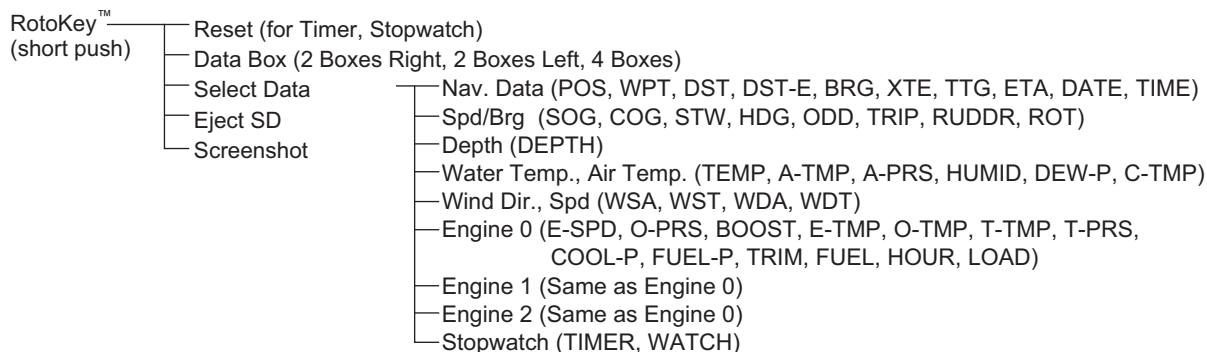 RotoKey™
(short push)
Reset (for Timer, Stopwatch)
Data Box (2 Boxes Right, 2 Boxes Left, 4 Boxes)
Select Data
Eject SD
Screenshot
Nav. Data (POS, WPT, DST, DST-E, BRG, XTE, TTG, ETA, DATE, TIME)
Spd/Brg (SOG, COG, STW, HDG, ODD, TRIP, RUDDR, ROT)
Depth (DEPTH)
Water Temp., Air Temp. (TEMP, A-TMP, A-PRS, HUMID, DEW-P, C-TMP)
Wind Dir., Spd (WSA, WST, WDA, WDT)
Engine 0 (E-SPD, O-PRS, BOOST, E-TMP, O-TMP, T-TMP, T-PRS,
COOL-P, FUEL-P, TRIM, FUEL, HOUR, LOAD)
Engine 1 (Same as Engine 0)
Engine 2 (Same as Engine 0)
Stopwatch (TIMER, WATCH)